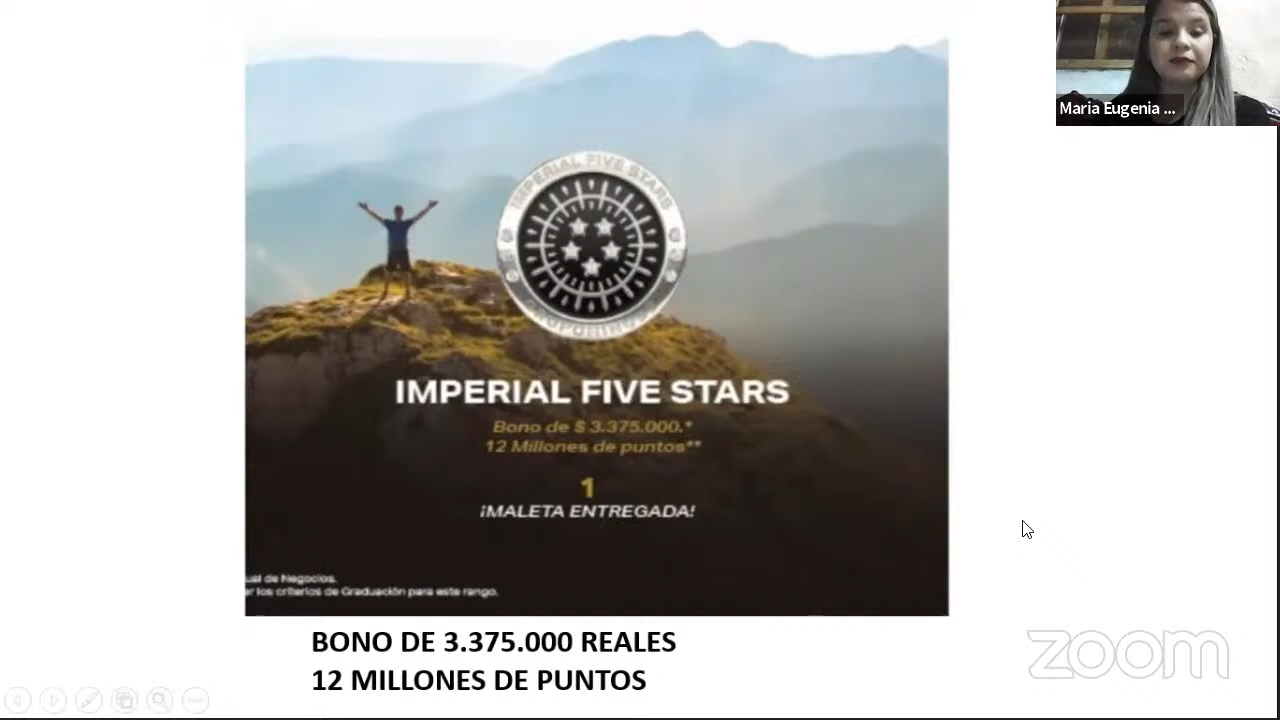 Maria Eugenia ...
IMPERIAL FIVE STARS
IMPERIAL FIVE STARS
Bono de $ 3.375.000.*
12 Millones de puntos**
1
¡MALETA ENTREGADA!
ual de Negocios.
er los criterios de Graduación para este rango.
BONO DE 3.375.000 REALES
12 MILLONES DE PUNTOS
zoom